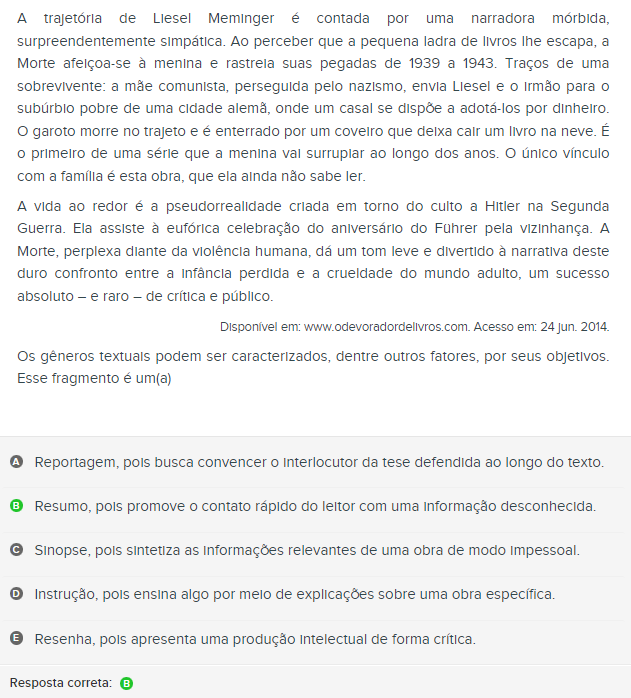 A trajetória de Liesel Meminger é contada por uma narradora mórbida,
surpreendentemente simpática. Ao perceber que a pequena ladra de livros lhe escapa, a
Morte afeiçoa-se à menina e rastreia suas pegadas de 1939 a 1943. Traços de uma
sobrevivente: a mãe comunista, perseguida pelo nazismo, envia Liesel e o irmão para o
subúrbio pobre de uma cidade alemã, onde um casal se dispõe a adotá-los por dinheiro.
O garoto morre no trajeto e é enterrado por um coveiro que deixa cair um livro na neve. É
o primeiro de uma série que a menina vai surrupiar ao longo dos anos. O único vínculo
com a família é esta obra, que ela ainda não sabe ler.
A vida ao redor é a pseudorrealidade criada em torno do culto a Hitler na Segunda
Guerra. Ela assiste à eufórica celebração do aniversário do Führer pela vizinhança. A
Morte, perplexa diante da violência humana, dá um tom leve e divertido à narrativa deste
duro confronto entre a infância perdida e a crueldade do mundo adulto, um sucesso
absoluto – e raro – de crítica e público.
Disponível em: www.odevoradordelivros.com. Acesso em: 24 jun. 2014.
Os gêneros textuais podem ser caracterizados, dentre outros fatores, por seus objetivos.
Esse fragmento é um(a)
A Reportagem, pois busca convencer o interlocutor da tese defendida ao longo do texto.
B Resumo, pois promove o contato rápido do leitor com uma informação desconhecida.
C Sinopse, pois sintetiza as informações relevantes de uma obra de modo impessoal.
D Instrução, pois ensina algo por meio de explicações sobre uma obra específica.
E Resenha, pois apresenta uma produção intelectual de forma crítica.
Resposta correta: B